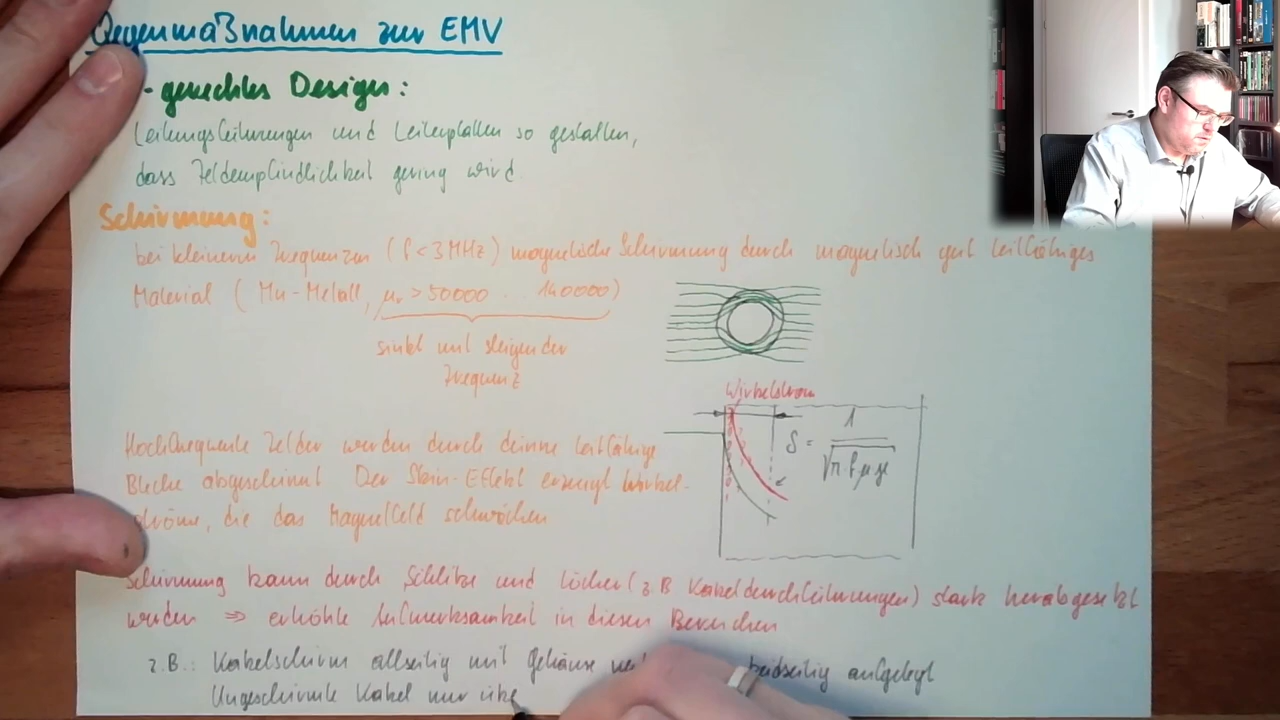 Gegenmaßnahmen zur EMV
- gerechtes Design:
Leitungsführungen und Leiterplatten so gestalten,
dass Feldempfindlichkeit gering wird
Schirmung:
bei kleinern Frequenzen (f < 3 MHz) magnetische Schirmung durch magnetisch gut leitfähiges
Material (Mu-Metall, μr > 50000 ... 140000)
sinkt mit steigender
Frequenz
Wirbelstrom
δ = 1 / √(π·f·μ·ϰ)
Hochfrequente Felder werden durch dünne leitfähige
Bleche abgeschirmt Der Skin-Effekt erzeugt Wirbel-
ströme, die das Magnetfeld schwächen
Schirmung kann durch Schlitze und Löcher (z.B Kabeldurchführungen) stark herabgesetzt
werden ⇒ erhöhte Aufmerksamkeit in diesen Bereichen
z.B.: Kabelschirm allseitig mit Gehäuse beidseitig aufgelegt
Ungeschirmte Kabel nur übe